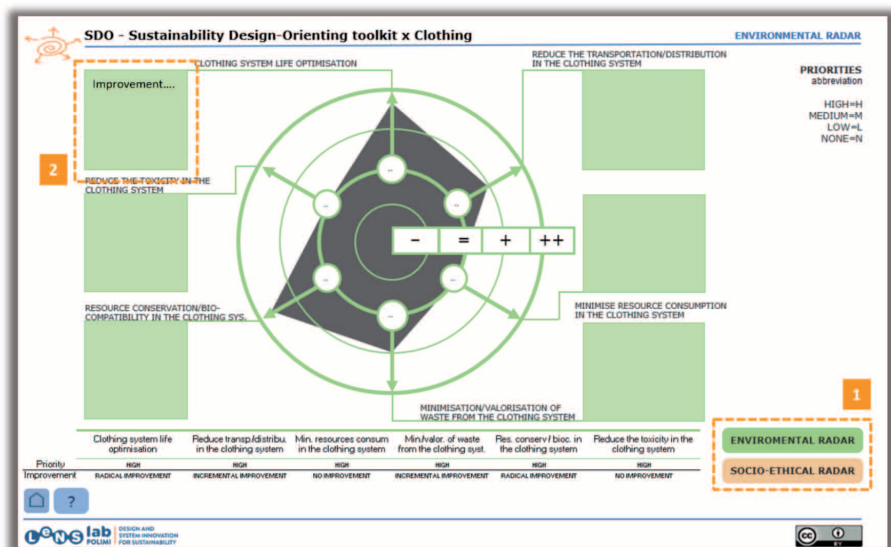 SDO - Sustainability Design-Orienting toolkit x Clothing
ENVIRONMENTAL RADAR
CLOTHING SYSTEM LIFE OPTIMISATION
REDUCE THE TRANSPORTATION/DISTRIBUTION
IN THE CLOTHING SYSTEM
PRIORITIES
abbreviation
HIGH=H
MEDIUM=M
LOW=L
NONE=N
Improvement....
2
REDUCE THE TOXICITY IN THE
CLOTHING SYSTEM
- = + ++
RESOURCE CONSERVATION/BIO-
COMPATIBILITY IN THE CLOTHING SYS.
MINIMISE RESOURCE CONSUMPTION
IN THE CLOTHING SYSTEM
MINIMISATION/VALORISATION OF
WASTE FROM THE CLOTHING SYSTEM
1
ENVIROMENTAL RADAR
SOCIO-ETHICAL RADAR
Clothing system life Reduce transp./distribu. Min. resources consum Min/valor. of waste Res. conserv/ bioc. in Reduce the toxicity in the
optimisation in the clothing system in the clothing system from the clothing syst. the clothing system clothing system
Priority HIGH HIGH HIGH HIGH HIGH HIGH
Improvement RADICAL IMPROVEMENT INCREMENTAL IMPROVEMENT NO IMPROVEMENT INCREMENTAL IMPROVEMENT RADICAL IMPROVEMENT NO IMPROVEMENT
?
LeNS lab POLIMI
DESIGN AND
SYSTEM INNOVATION
FOR SUSTAINABILITY
cc BY